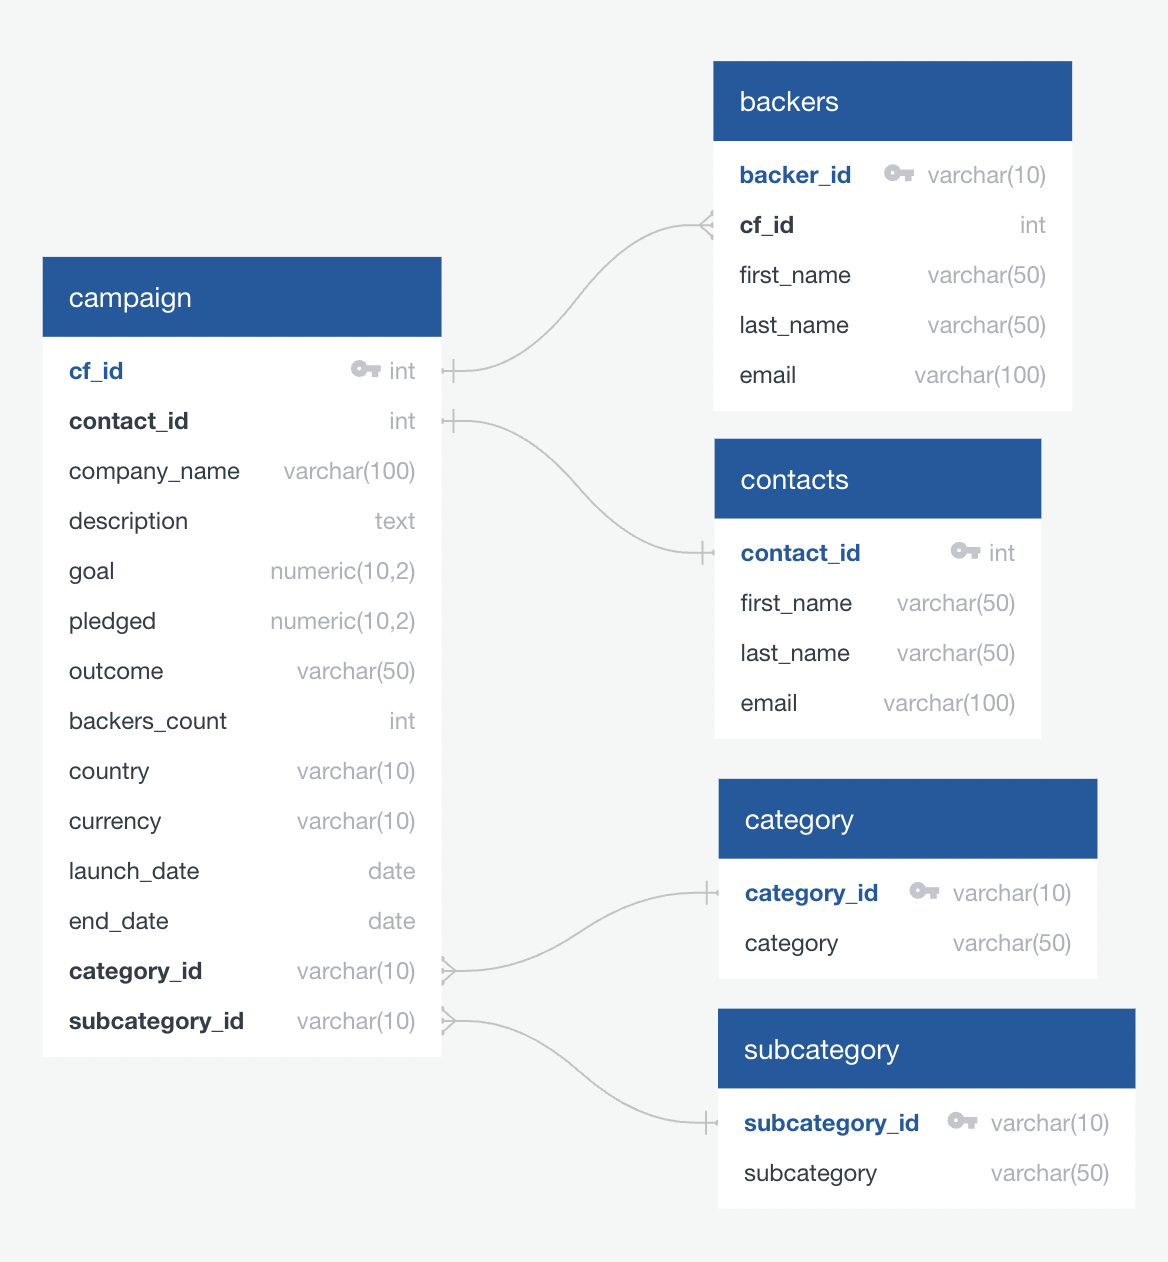 campaign
cf_id int
contact_id int
company_name varchar(100)
description text
goal numeric(10,2)
pledged numeric(10,2)
outcome varchar(50)
backers_count int
country varchar(10)
currency varchar(10)
launch_date date
end_date date
category_id varchar(10)
subcategory_id varchar(10)
backers
backer_id varchar(10)
cf_id int
first_name varchar(50)
last_name varchar(50)
email varchar(100)
contacts
contact_id int
first_name varchar(50)
last_name varchar(50)
email varchar(100)
category
category_id varchar(10)
category varchar(50)
subcategory
subcategory_id varchar(10)
subcategory varchar(50)